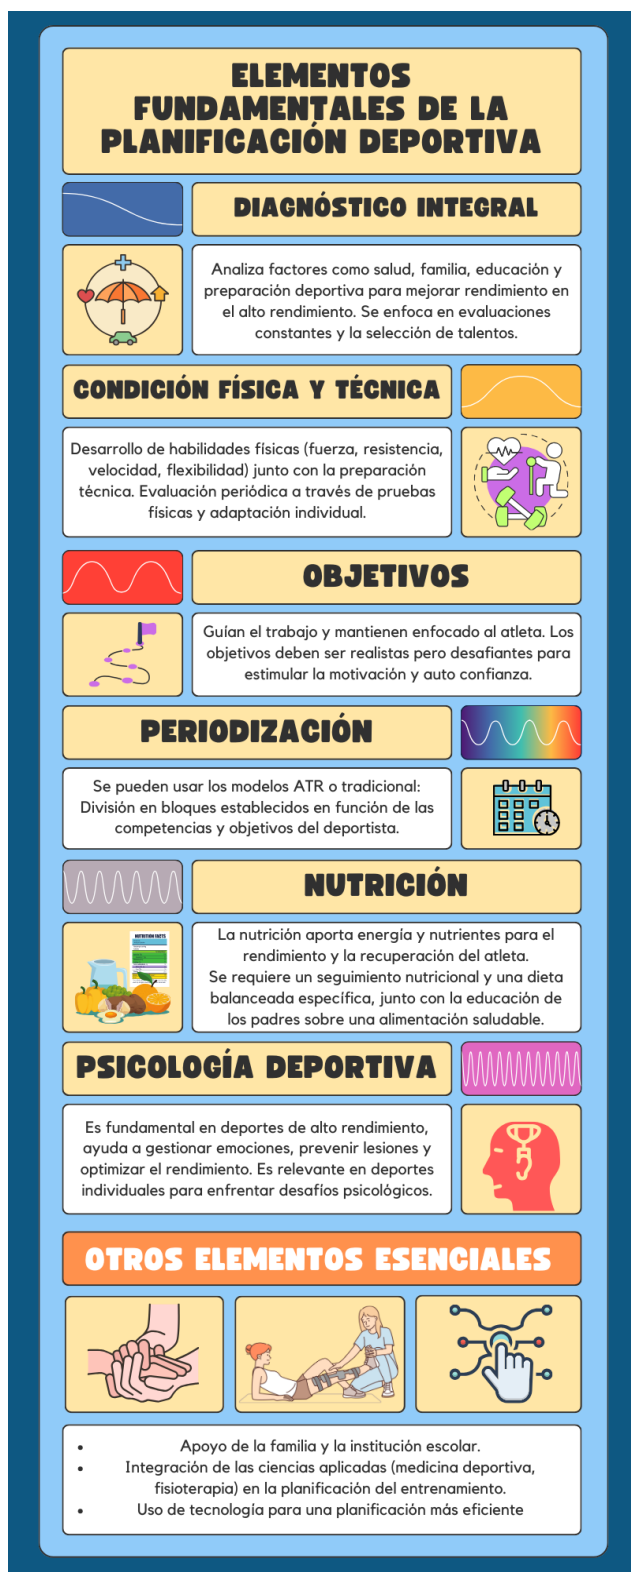 ELEMENTOS
FUNDAMENTALES DE LA
PLANIFICACIÓN DEPORTIVA
DIAGNÓSTICO INTEGRAL
Analiza factores como salud, familia, educación y
preparación deportiva para mejorar rendimiento en
el alto rendimiento. Se enfoca en evaluaciones
constantes y la selección de talentos.
CONDICIÓN FÍSICA Y TÉCNICA
Desarrollo de habilidades físicas (fuerza, resistencia,
velocidad, flexibilidad) junto con la preparación
técnica. Evaluación periódica a través de pruebas
físicas y adaptación individual.
OBJETIVOS
Guían el trabajo y mantienen enfocado al atleta. Los
objetivos deben ser realistas pero desafiantes para
estimular la motivación y auto confianza.
PERIODIZACIÓN
Se pueden usar los modelos ATR o tradicional:
División en bloques establecidos en función de las
competencias y objetivos del deportista.
NUTRICIÓN
NUTRITION FACTS
La nutrición aporta energía y nutrientes para el
rendimiento y la recuperación del atleta.
Se requiere un seguimiento nutricional y una dieta
balanceada específica, junto con la educación de
los padres sobre una alimentación saludable.
PSICOLOGÍA DEPORTIVA
Es fundamental en deportes de alto rendimiento,
ayuda a gestionar emociones, prevenir lesiones y
optimizar el rendimiento. Es relevante en deportes
individuales para enfrentar desafíos psicológicos.
OTROS ELEMENTOS ESENCIALES
• Apoyo de la familia y la institución escolar.
• Integración de las ciencias aplicadas (medicina deportiva,
fisioterapia) en la planificación del entrenamiento.
• Uso de tecnología para una planificación más eficiente